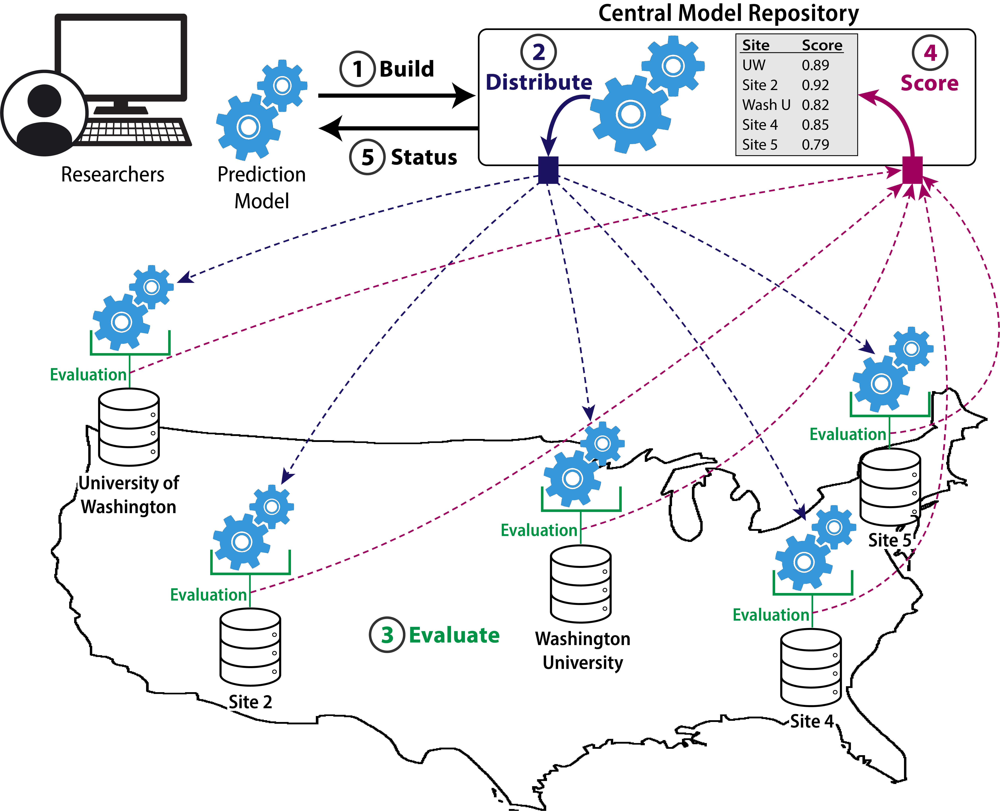 Central Model Repository
1 Build
2
Distribute
Site Score
UW 0.89
Site 2 0.92
Wash U 0.82
Site 4 0.85
Site 5 0.79
4
Score
5 Status
Researchers
Prediction
Model
Evaluation
University of
Washington
Evaluation
Site 2
3 Evaluate
Evaluation
Washington
University
Evaluation
Site 4
Evaluation
Site 5